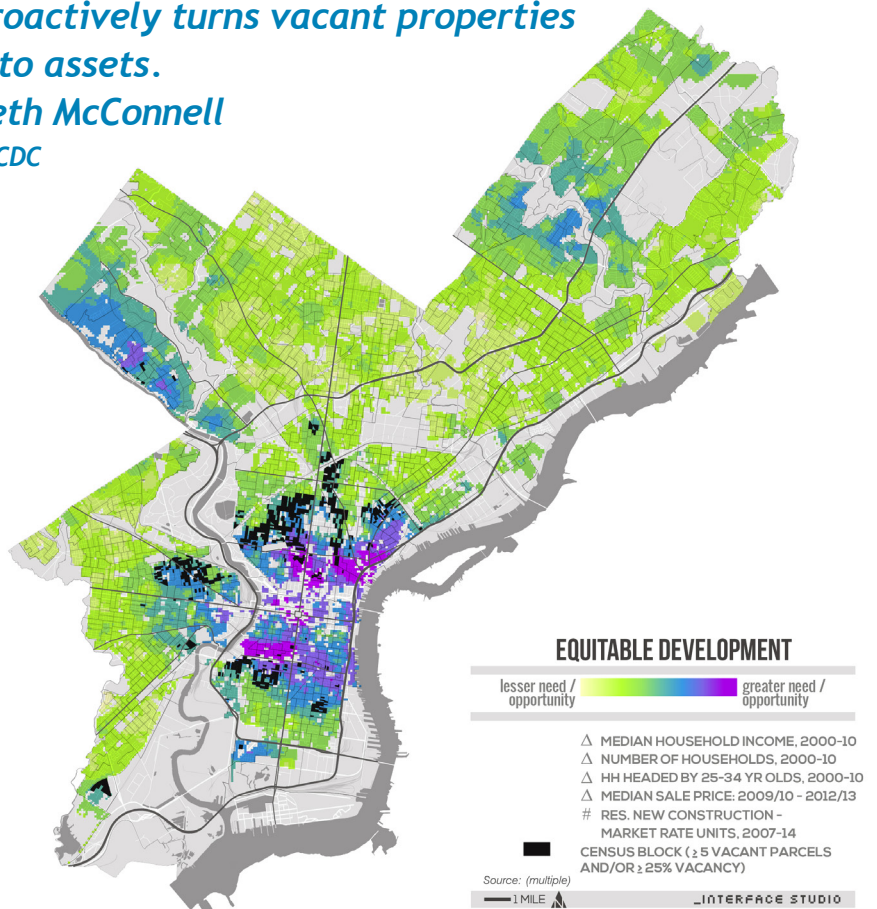 roactively turns vacant properties
to assets.
eth McConnell
CDC
EQUITABLE DEVELOPMENT
lesser need /
opportunity
greater need /
opportunity
Δ MEDIAN HOUSEHOLD INCOME, 2000-10
Δ NUMBER OF HOUSEHOLDS, 2000-10
Δ HH HEADED BY 25-34 YR OLDS, 2000-10
Δ MEDIAN SALE PRICE: 2009/10 - 2012/13
# RES. NEW CONSTRUCTION -
MARKET RATE UNITS, 2007-14
CENSUS BLOCK ( ≥ 5 VACANT PARCELS
AND/OR ≥ 25% VACANCY)
Source: (multiple)
1 MILE
_INTERFACE STUDIO